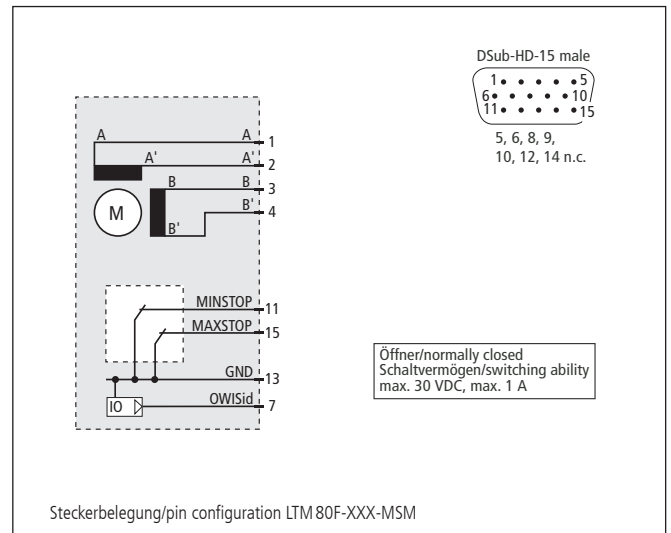 DSub-HD-15 male
1 5
6 10
11 15
5, 6, 8, 9,
10, 12, 14 n.c.
A A 1
A' A' 2
B B 3
B' 4
M
B'
MINSTOP 11
MAXSTOP 15
GND 13
IO OWISid 7
Öffner/normally closed
Schaltvermögen/switching ability
max. 30 VDC, max. 1 A
Steckerbelegung/pin configuration LTM 80F-XXX-MSM